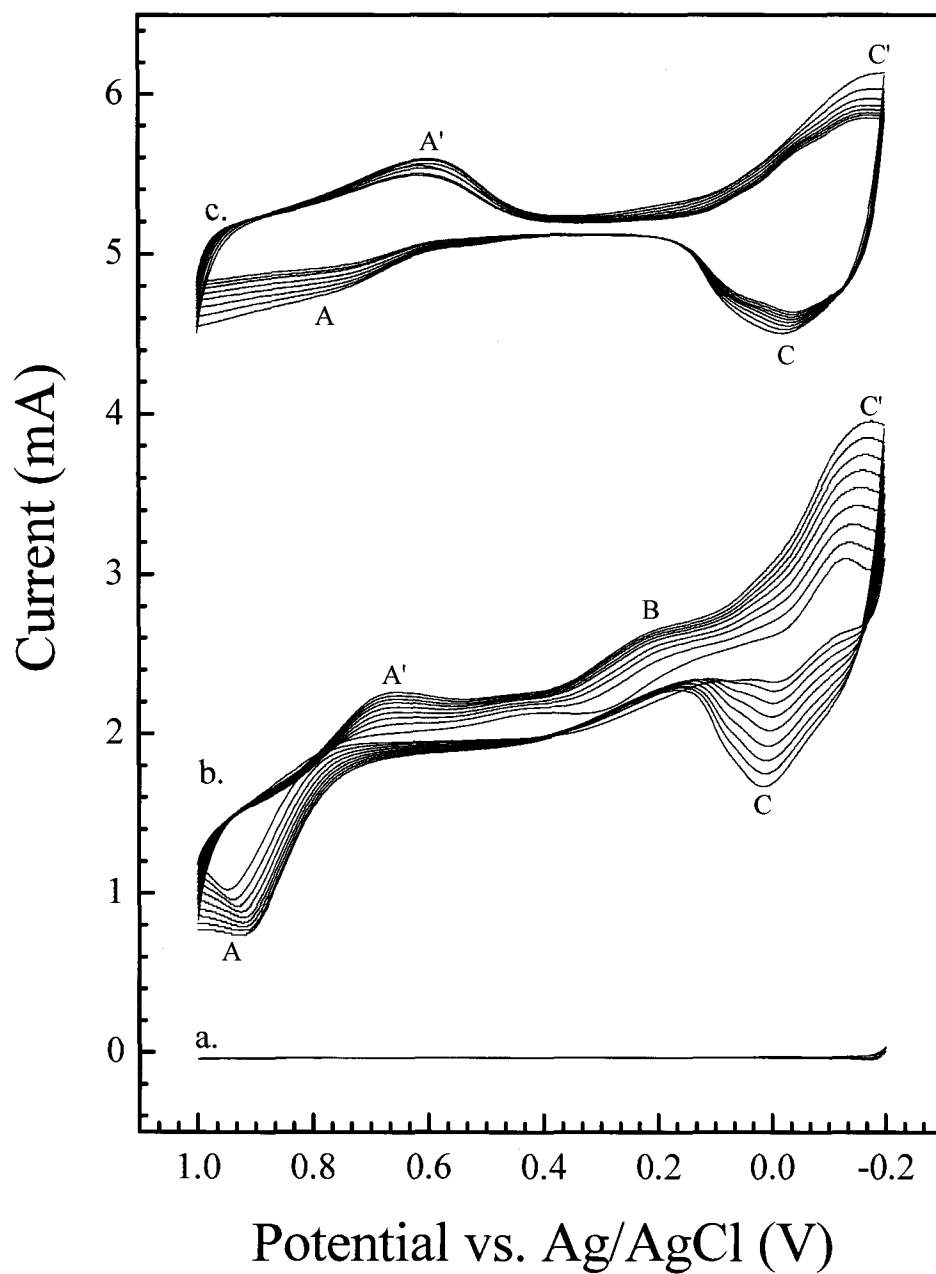 C'
6
A'
c.
5
A
C
Current (mA)
4
C'
3
B
A'
2
b.
C
1
A
a.
0
1.0 0.8 0.6 0.4 0.2 0.0 -0.2
Potential vs. Ag/AgCl (V)